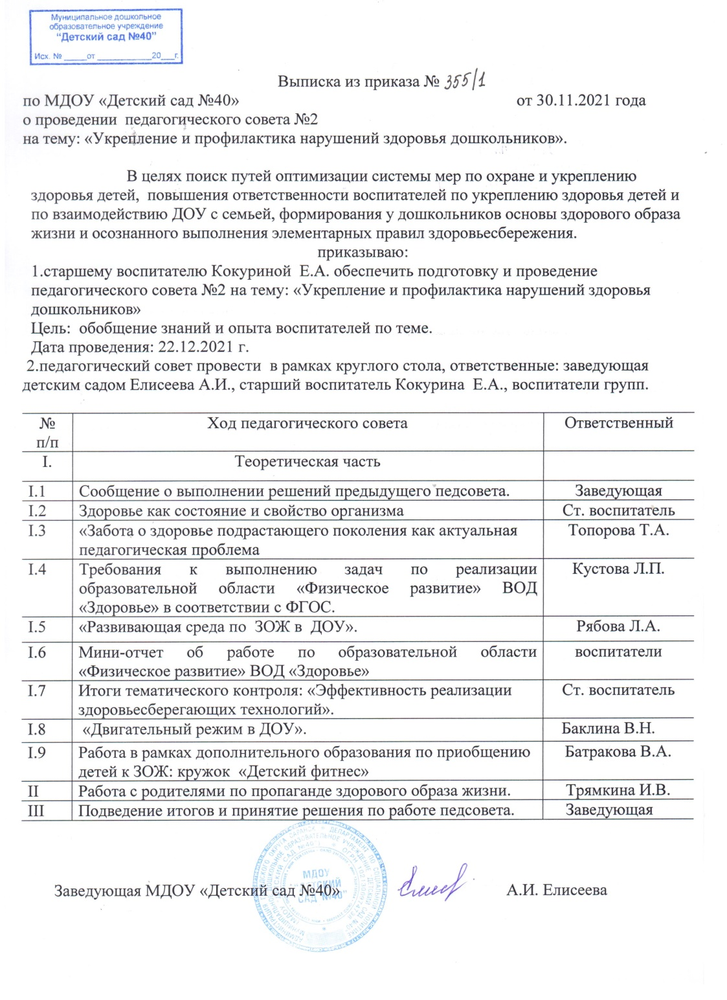 Муниципальное дошкольное
образовательное учреждение
“Детский сад №40”
Исх. № _____от ____________20___г.
Выписка из приказа № 355/1
по МДОУ «Детский сад №40» от 30.11.2021 года
о проведении педагогического совета №2
на тему: «Укрепление и профилактика нарушений здоровья дошкольников».
В целях поиск путей оптимизации системы мер по охране и укреплению
здоровья детей, повышения ответственности воспитателей по укреплению здоровья детей и
по взаимодействию ДОУ с семьей, формирования у дошкольников основы здорового образа
жизни и осознанного выполнения элементарных правил здоровьесбережения.
приказываю:
1.старшему воспитателю Кокуриной Е.А. обеспечить подготовку и проведение
педагогического совета №2 на тему: «Укрепление и профилактика нарушений здоровья
дошкольников»
Цель: обобщение знаний и опыта воспитателей по теме.
Дата проведения: 22.12.2021 г.
2.педагогический совет провести в рамках круглого стола, ответственные: заведующая
детским садом Елисеева А.И., старший воспитатель Кокурина Е.А., воспитатели групп.
№ Ход педагогического совета Ответственный
п/п
I. Теоретическая часть
I.1 Сообщение о выполнении решений предыдущего педсовета. Заведующая
I.2 Здоровье как состояние и свойство организма Ст. воспитатель
I.3 «Забота о здоровье подрастающего поколения как актуальная Топорова Т.А.
педагогическая проблема
I.4 Требования к выполнению задач по реализации Кустова Л.П.
образовательной области «Физическое развитие» ВОД
«Здоровье» в соответствии с ФГОС.
I.5 «Развивающая среда по ЗОЖ в ДОУ». Рябова Л.А.
I.6 Мини-отчет об работе по образовательной области воспитатели
«Физическое развитие» ВОД «Здоровье»
I.7 Итоги тематического контроля: «Эффективность реализации Ст. воспитатель
здоровьесберегающих технологий».
I.8 «Двигательный режим в ДОУ». Баклина В.Н.
I.9 Работа в рамках дополнительного образования по приобщению Батракова В.А.
детей к ЗОЖ: кружок «Детский фитнес»
II Работа с родителями по пропаганде здорового образа жизни. Трямкина И.В.
III Подведение итогов и принятие решения по работе педсовета. Заведующая
Заведующая МДОУ «Детский сад №40» А.И. Елисеева
МДОУ
"ДЕТСКИЙ
САД №40"